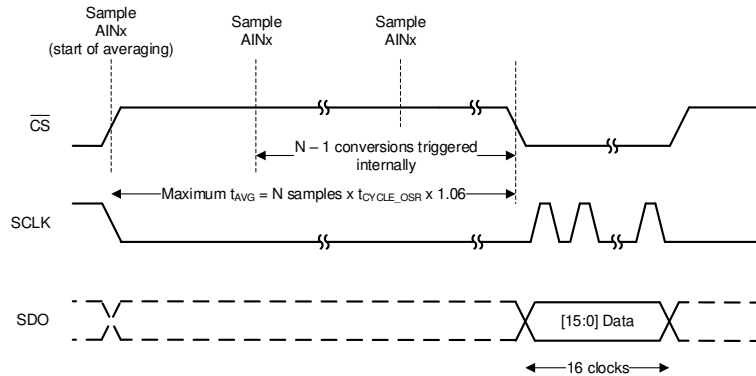 Sample
AINx
(start of averaging)
Sample
AINx
Sample
AINx
CS
N – 1 conversions triggered
internally
Maximum tAVG = N samples x tCYCLE_OSR x 1.06
SCLK
SDO
[15:0] Data
16 clocks